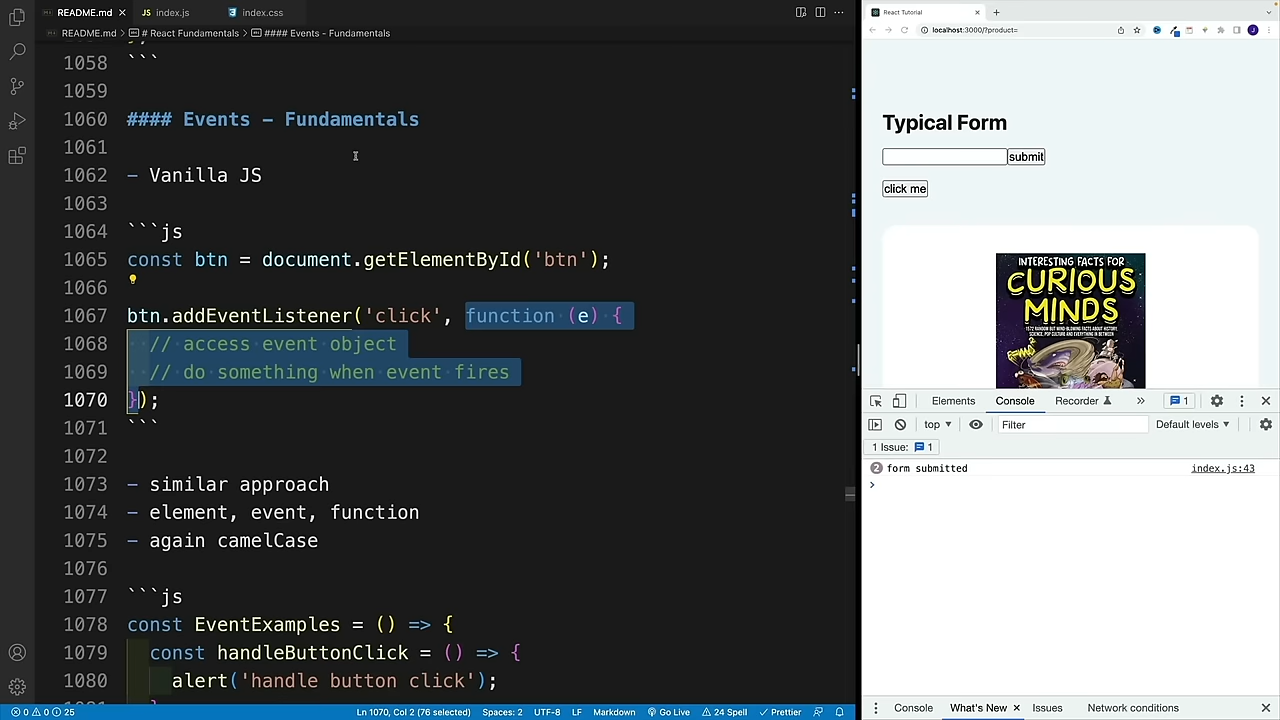 README.md
index.js
index.css
README.md
#### Events - Fundamentals
1058 ```
1059
1060 #### Events - Fundamentals
1061
1062 - Vanilla JS
1063
1064 ```js
1065 const btn = document.getElementById('btn');
1066
1067 btn.addEventListener('click', function (e) {
1068 // access event object
1069 // do something when event fires
1070 });
1071 ```
1072
1073 - similar approach
1074 - element, event, function
1075 - again camelCase
1076
1077 ```js
1078 const EventExamples = () => {
1079 const handleButtonClick = () => {
1080 alert('handle button click');
0 0 25
Ln 1070, Col 2 (76 selected)
Spaces: 2
UTF-8
LF
Markdown
Go Live
24 Spell
Prettier
React Tutorial
localhost:3000/?product=
J
Typical Form
submit
click me
INTERESTING FACTS FOR
CURIOUS
MINDS
Elements
Console
Recorder
1
top
Filter
Default levels
1 Issue: 1
2 form submitted
index.js:43
Console
What's New
Issues
Network conditions